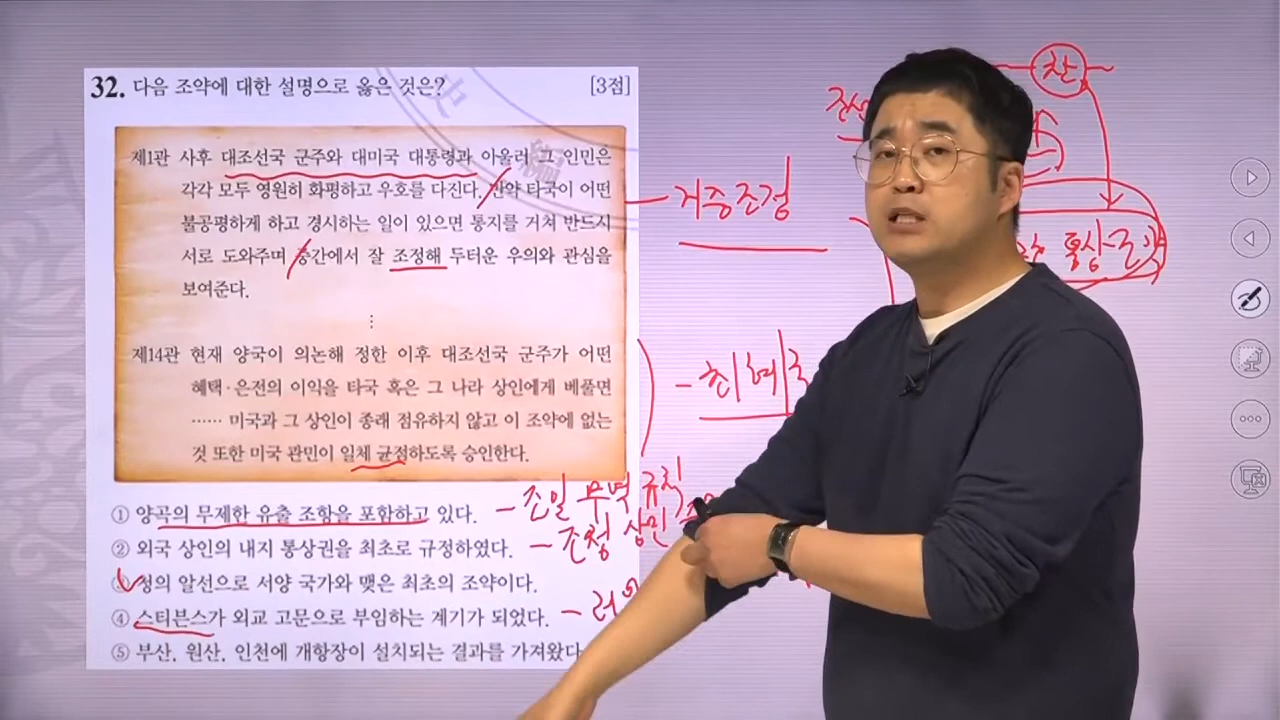 32. 다음 조약에 대한 설명으로 옳은 것은? [3점]
제1관 사후 대조선국 군주와 대미국 대통령과 아울러 그 인민은
각각 모두 영원히 화평하고 우호를 다진다. 만약 타국이 어떤
불공평하게 하고 경시하는 일이 있으면 통지를 거쳐 반드시
서로 도와주며 중간에서 잘 조정해 두터운 우의와 관심을
보여준다.
⋮
제14관 현재 양국이 의논해 정한 이후 대조선국 군주가 어떤
혜택·은전의 이익을 타국 혹은 그 나라 상인에게 베풀면
…… 미국과 그 상인이 종래 점유하지 않고 이 조약에 없는
것 또한 미국 관민이 일체 균점하도록 승인한다.
① 양곡의 무제한 유출 조항을 포함하고 있다.
② 외국 상인의 내지 통상권을 최초로 규정하였다.
③ 청의 알선으로 서양 국가와 맺은 최초의 조약이다.
④ 스티븐스가 외교 고문으로 부임하는 계기가 되었다.
⑤ 부산, 원산, 인천에 개항장이 설치되는 결과를 가져왔다
거중조정
최혜국
- 조일 무역 규칙
- 조청 상민
통상